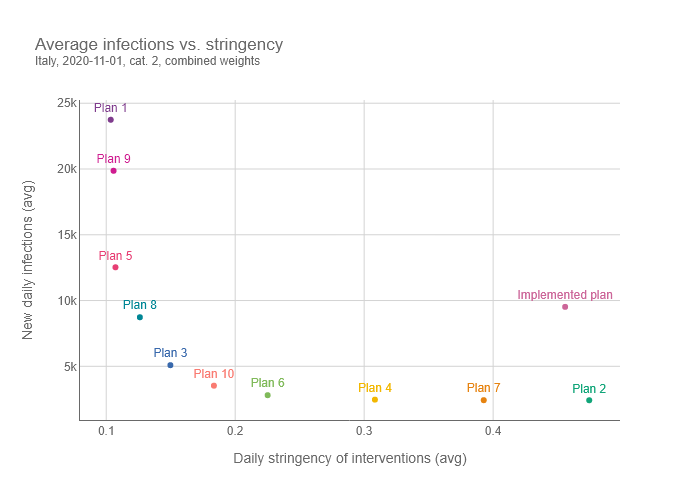 Average infections vs. stringency
Italy, 2020-11-01, cat. 2, combined weights
25k
Plan 1
20k
Plan 9
15k
Plan 5
10k
Plan 8
Implemented plan
5k
Plan 3
Plan 10
Plan 6
Plan 4
Plan 7
Plan 2
New daily infections (avg)
0.1
0.2
0.3
0.4
Daily stringency of interventions (avg)